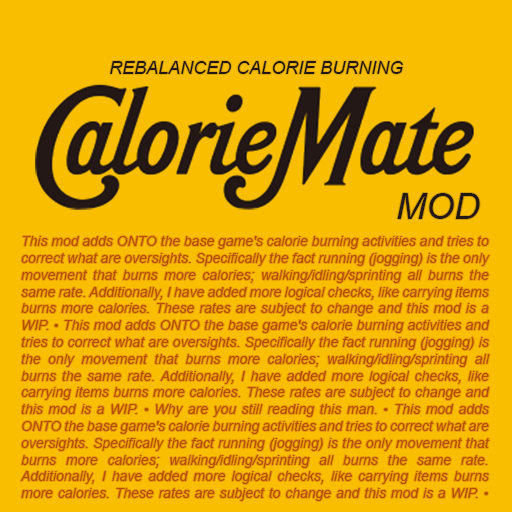 REBALANCED CALORIE BURNING
CalorieMate
MOD
This mod adds ONTO the base game's calorie burning activities and tries to
correct what are oversights. Specifically the fact running (jogging) is the only
movement that burns more calories; walking/idling/sprinting all burns the
same rate. Additionally, I have added more logical checks, like carrying items
burns more calories. These rates are subject to change and this mod is a
WIP. • This mod adds ONTO the base game's calorie burning activities and
tries to correct what are oversights. Specifically the fact running (jogging) is
the only movement that burns more calories; walking/idling/sprinting all
burns the same rate. Additionally, I have added more logical checks, like
carrying items burns more calories. These rates are subject to change and
this mod is a WIP. • Why are you still reading this man. • This mod adds
ONTO the base game's calorie burning activities and tries to correct what are
oversights. Specifically the fact running (jogging) is the only movement that
burns more calories; walking/idling/sprinting all burns the same rate.
Additionally, I have added more logical checks, like carrying items burns
more calories. These rates are subject to change and this mod is a WIP. •